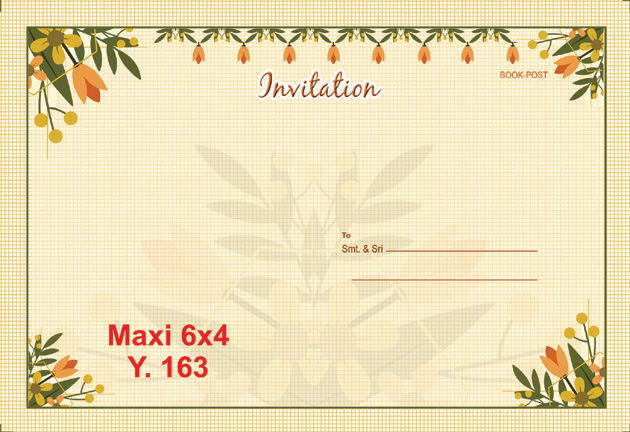 BOOK-POST
Invitation
To
Smt. & Sri
Maxi 6x4
Y. 163